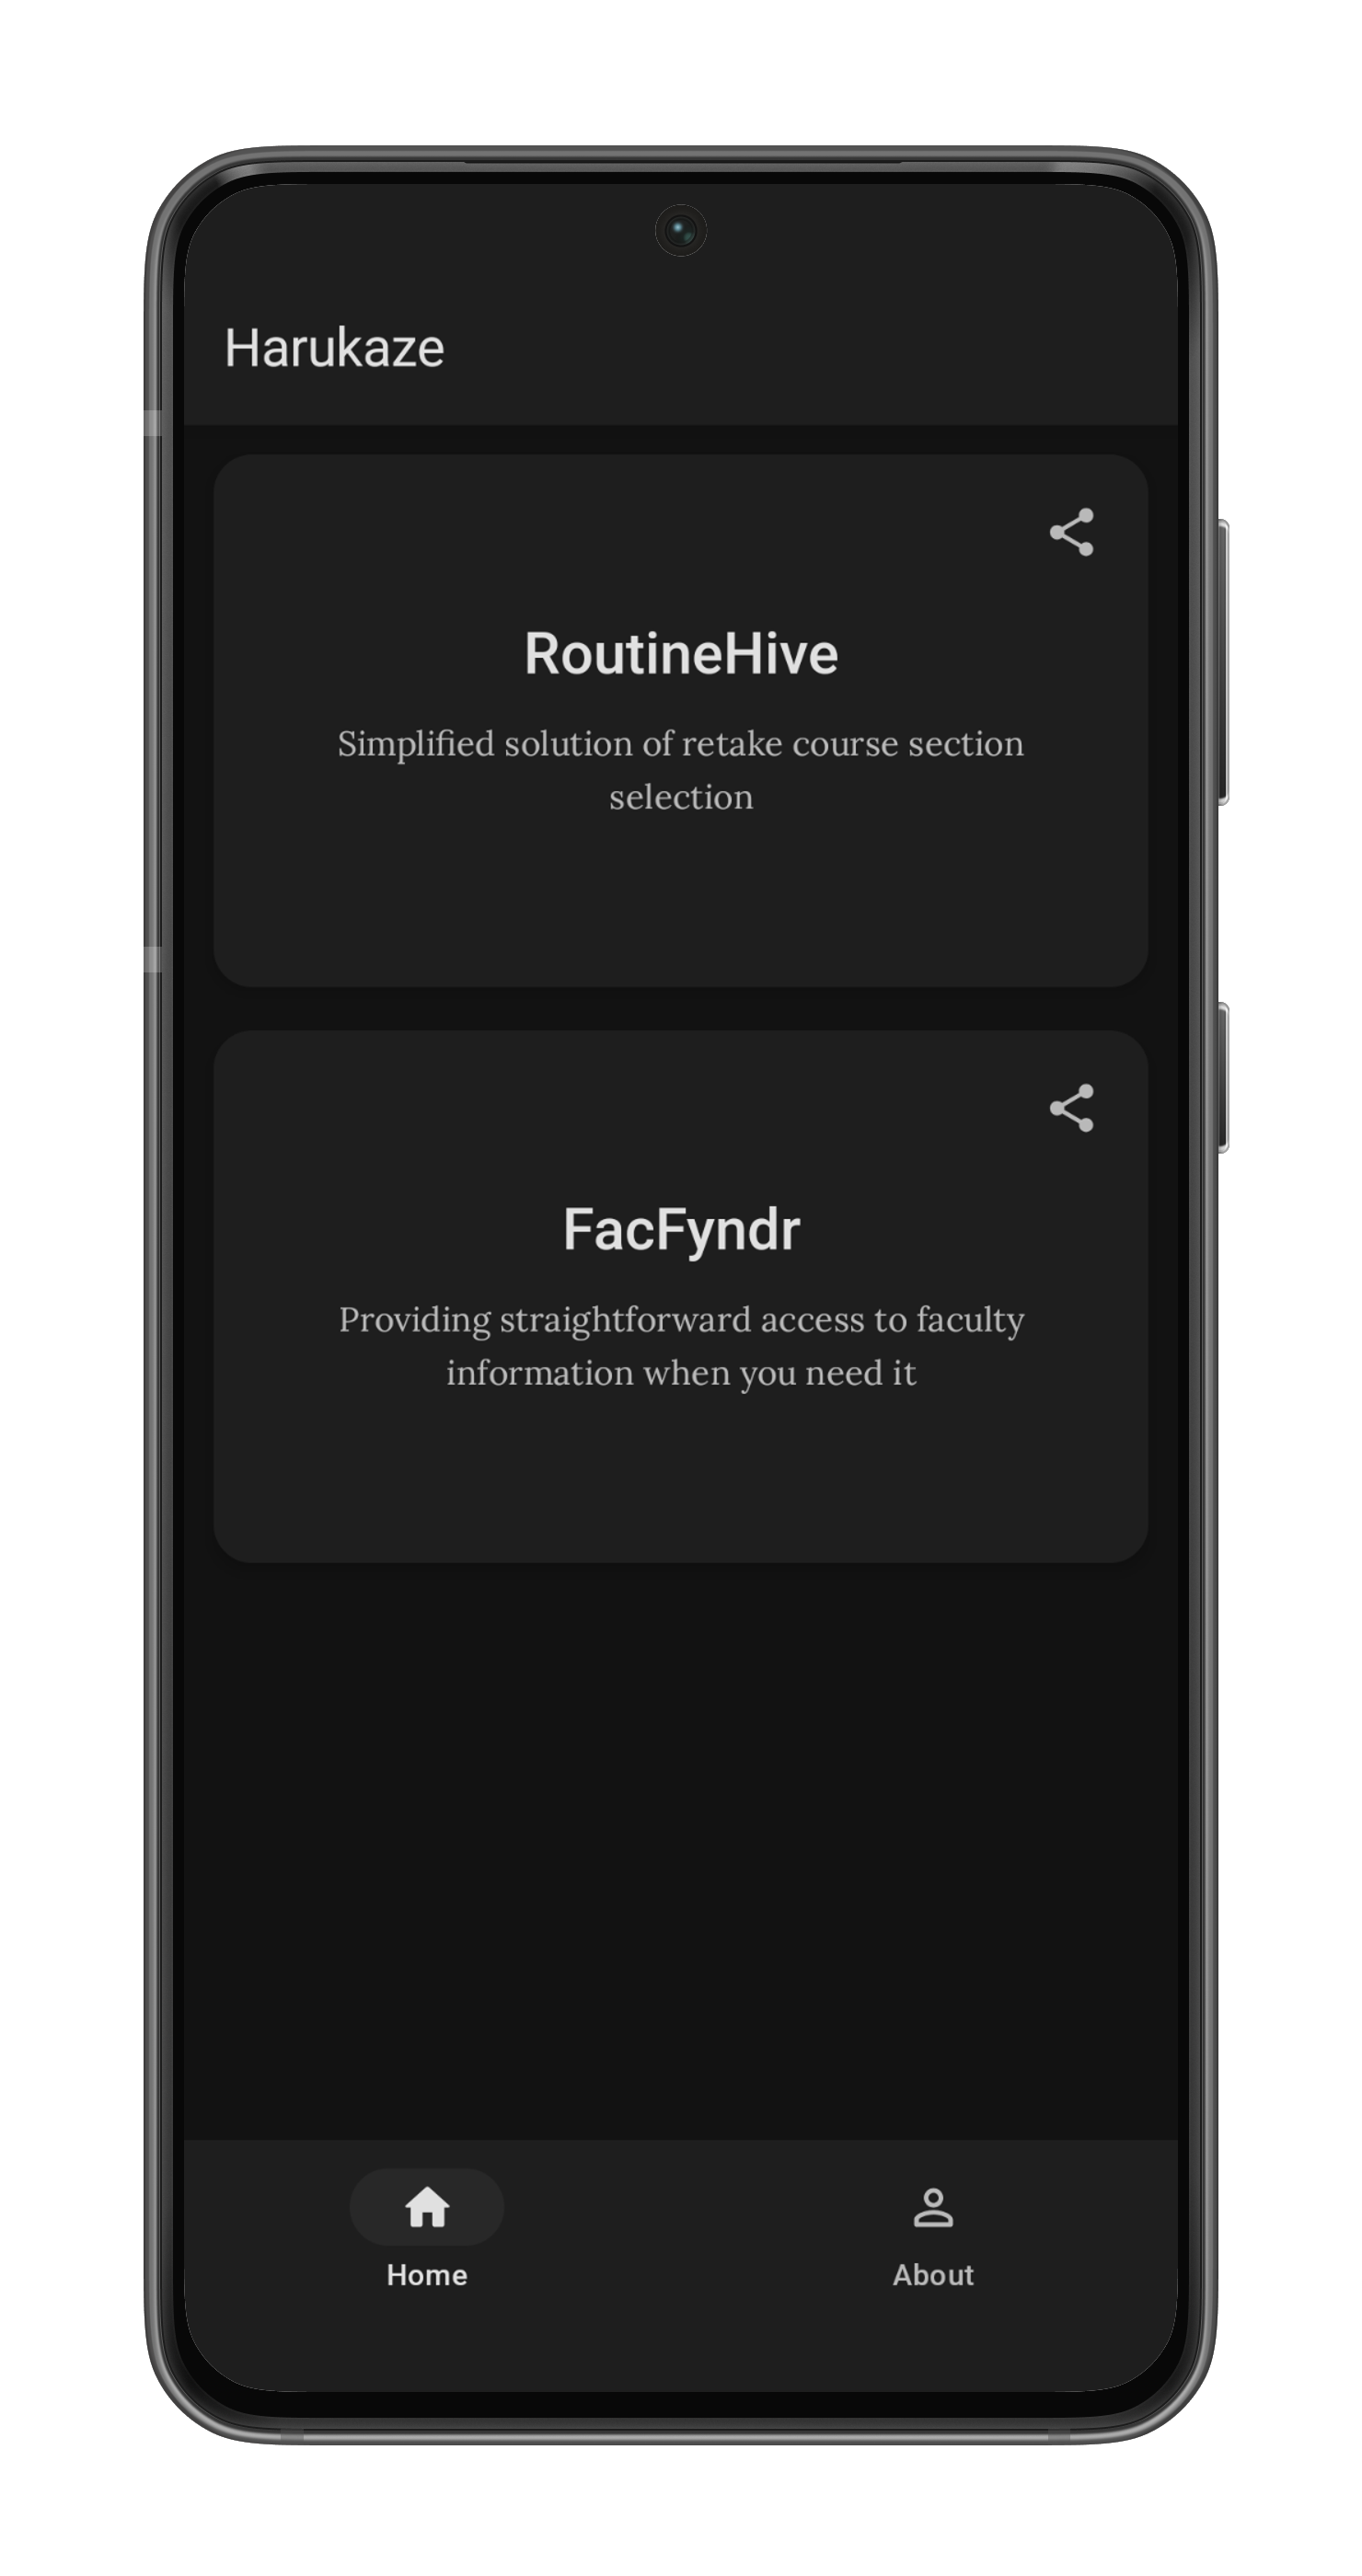 Harukaze
RoutineHive
Simplified solution of retake course section
selection
FacFyndr
Providing straightforward access to faculty
information when you need it
Home
About